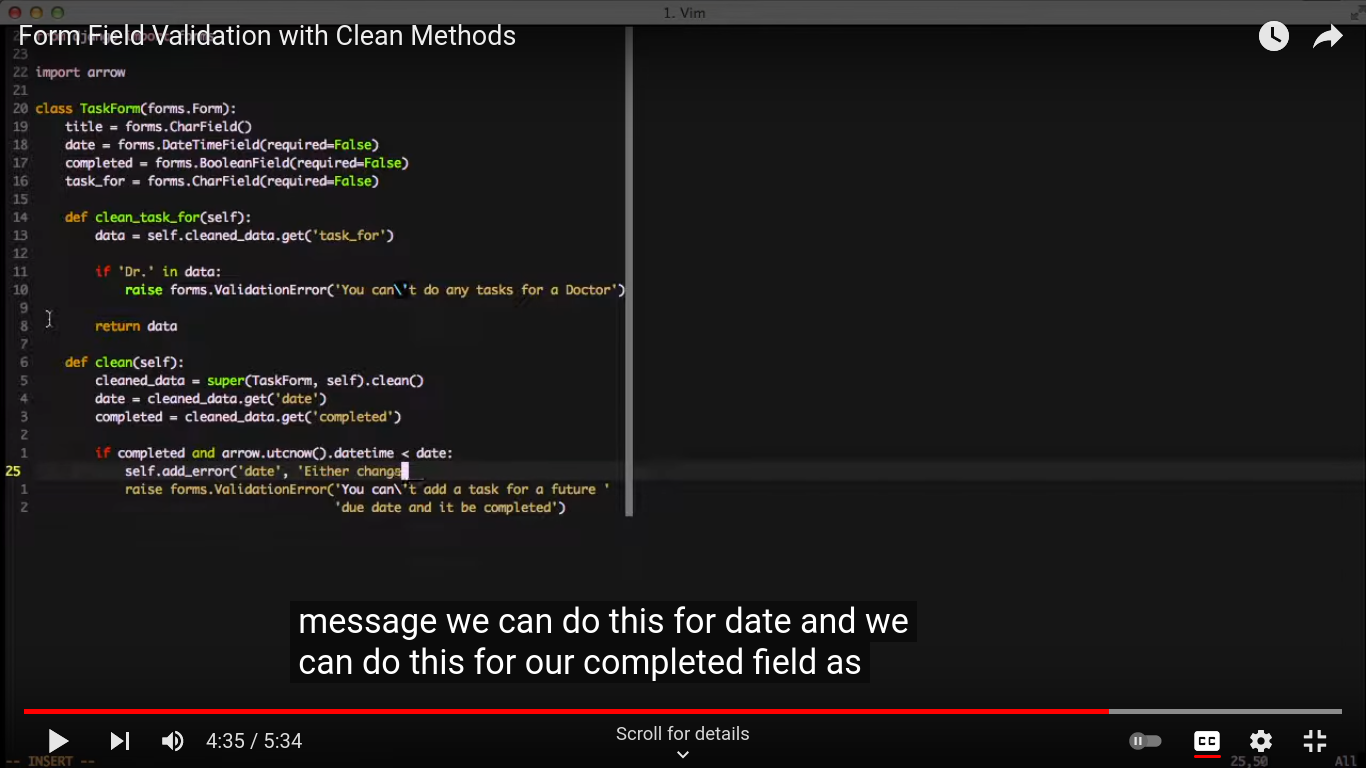 1. Vim
Form Field Validation with Clean Methods
23
22 import arrow
21
20 class TaskForm(forms.Form):
19     title = forms.CharField()
18     date = forms.DateTimeField(required=False)
17     completed = forms.BooleanField(required=False)
16     task_for = forms.CharField(required=False)
15
14     def clean_task_for(self):
13         data = self.cleaned_data.get('task_for')
12
11         if 'Dr.' in data:
10             raise forms.ValidationError('You can\'t do any tasks for a Doctor')
9
8         return data
7
6     def clean(self):
5         cleaned_data = super(TaskForm, self).clean()
4         date = cleaned_data.get('date')
3         completed = cleaned_data.get('completed')
2
1         if completed and arrow.utcnow().datetime < date:
25             self.add_error('date', 'Either change
1             raise forms.ValidationError('You can\'t add a task for a future '
2                                         'due date and it be completed')
message we can do this for date and we
can do this for our completed field as
4:35 / 5:34
Scroll for details
CC
-- INSERT --
25,50
All